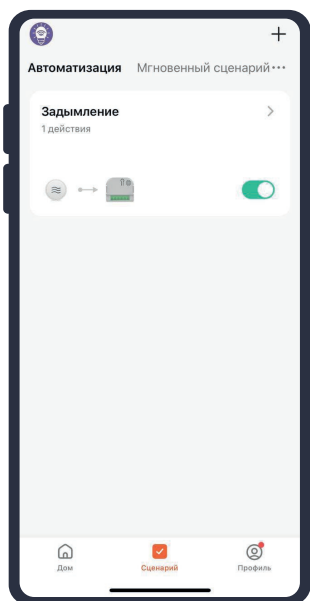 Автоматизация Мгновенный сценарий
Задымление
1 действия
Дом Сценарий Профиль